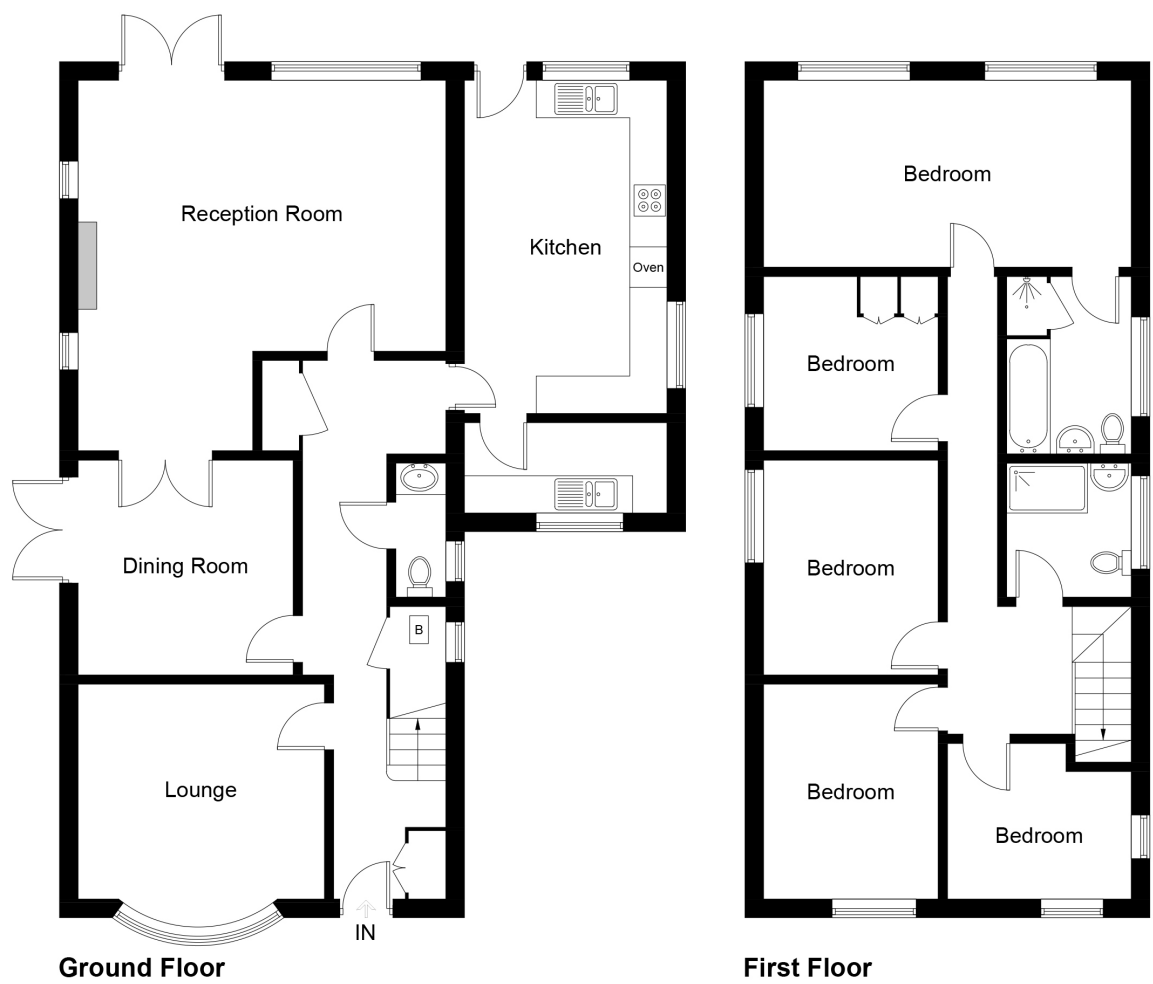 Reception Room
Kitchen
Oven
Dining Room
B
Lounge
IN
Ground Floor
Bedroom
Bedroom
Bedroom
Bedroom
Bedroom
First Floor